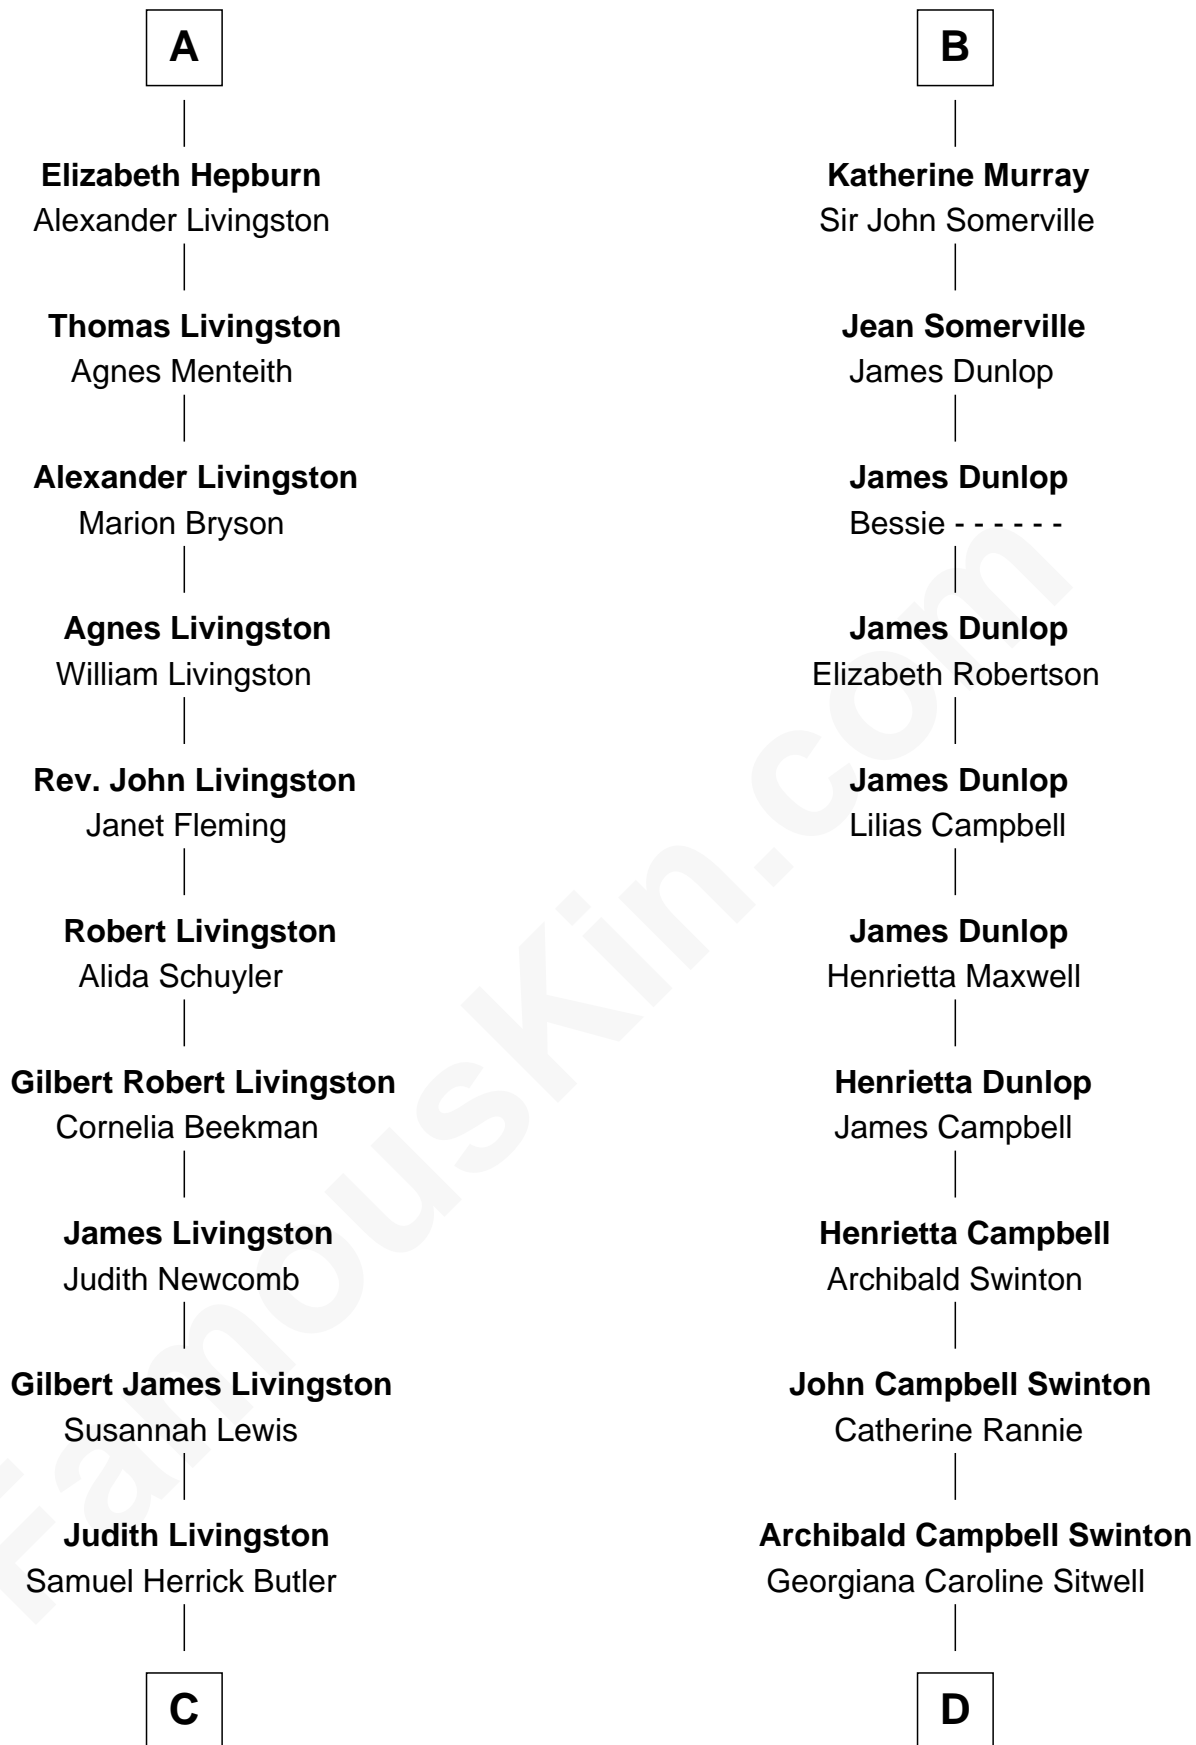 A
Elizabeth Hepburn
Alexander Livingston
Thomas Livingston
Agnes Menteith
Alexander Livingston
Marion Bryson
Agnes Livingston
William Livingston
Rev. John Livingston
Janet Fleming
Robert Livingston
Alida Schuyler
Gilbert Robert Livingston
Cornelia Beekman
James Livingston
Judith Newcomb
Gilbert James Livingston
Susannah Lewis
Judith Livingston
Samuel Herrick Butler
C
B
Katherine Murray
Sir John Somerville
Jean Somerville
James Dunlop
James Dunlop
Bessie - - - - - -
James Dunlop
Elizabeth Robertson
James Dunlop
Lilias Campbell
James Dunlop
Henrietta Maxwell
Henrietta Dunlop
James Campbell
Henrietta Campbell
Archibald Swinton
John Campbell Swinton
Catherine Rannie
Archibald Campbell Swinton
Georgiana Caroline Sitwell
D
FamousKin.com